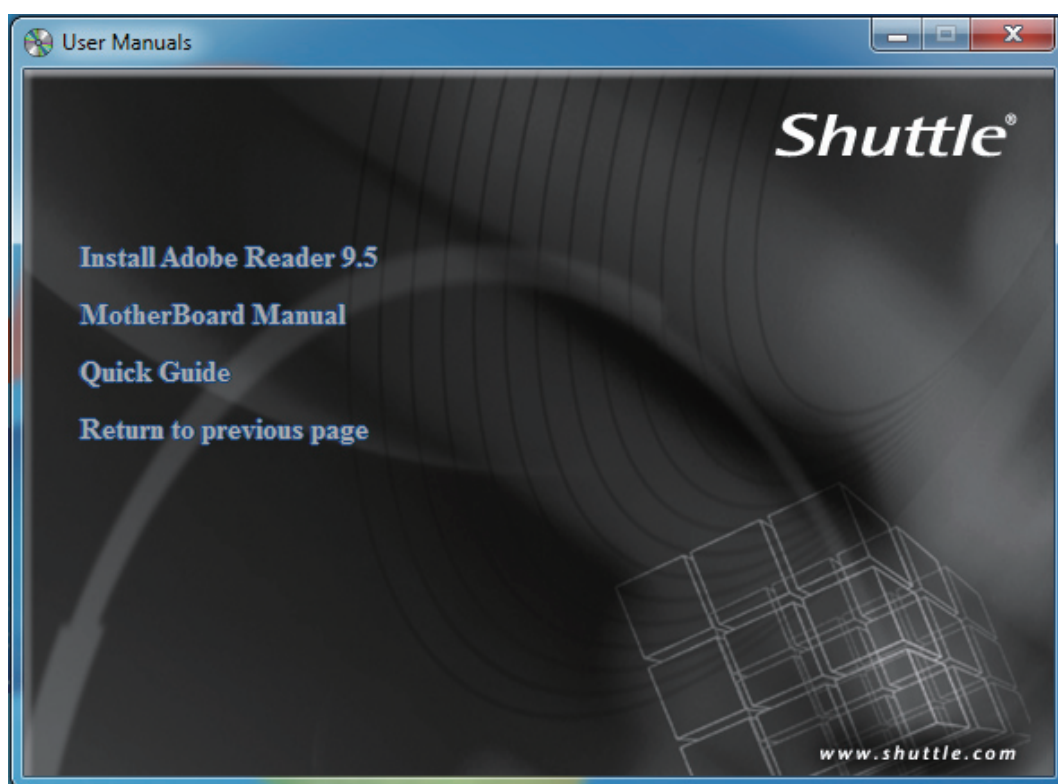 User Manuals
Shuttle®
Install Adobe Reader 9.5
MotherBoard Manual
Quick Guide
Return to previous page
www.shuttle.com